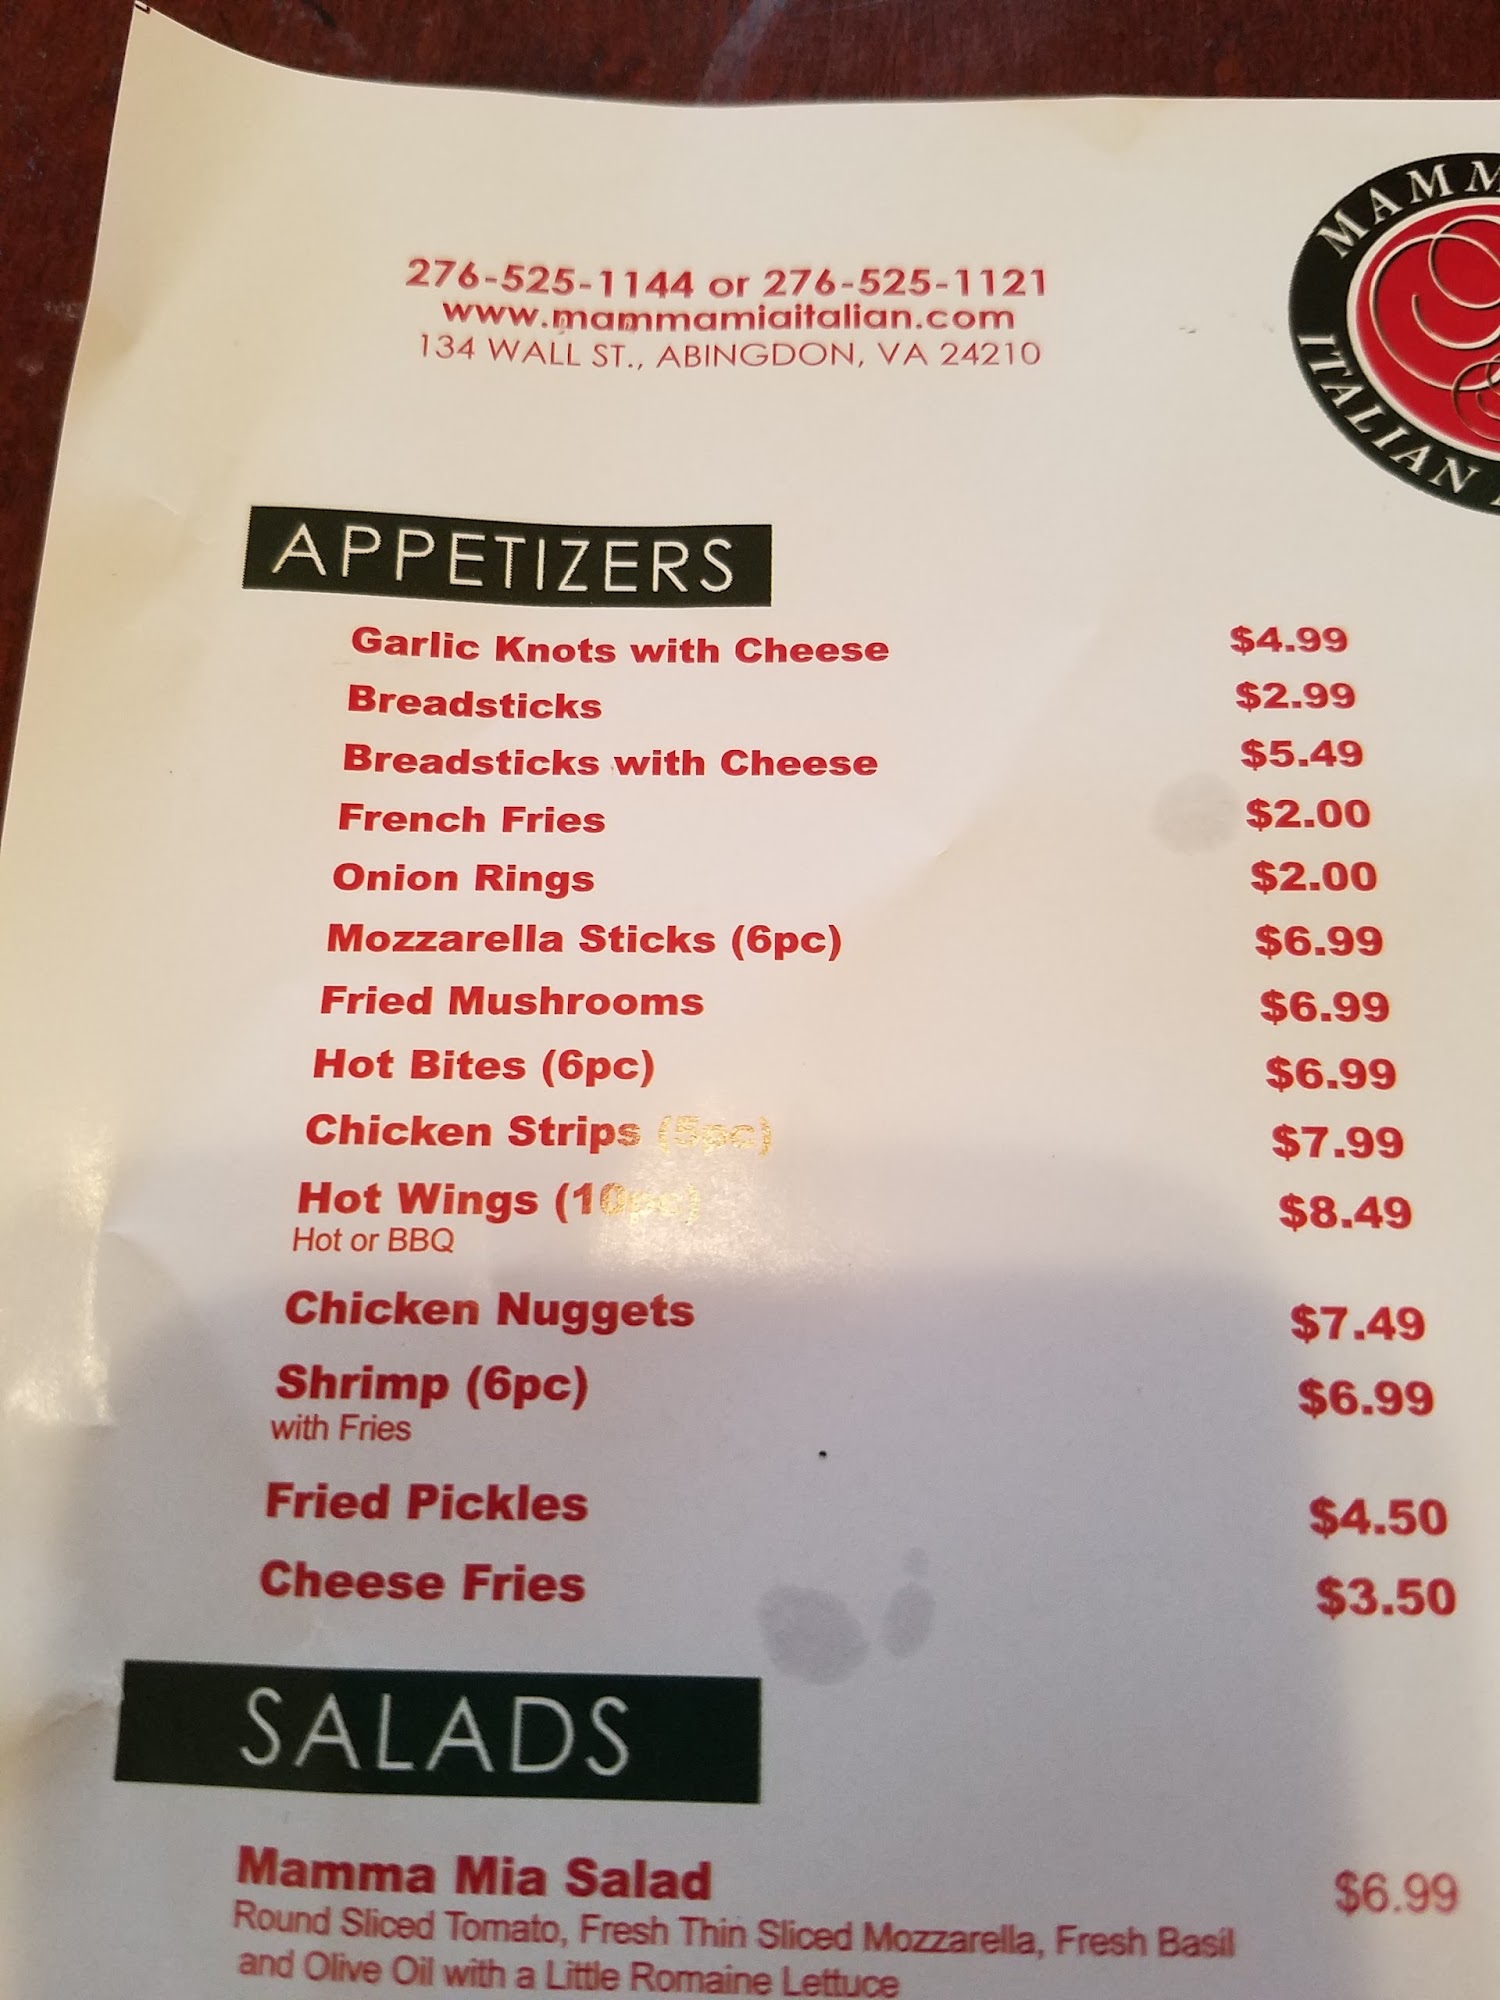 276-525-1144 or 276-525-1121
www.mammamiaitalian.com
134 WALL ST., ABINGDON, VA 24210
ITALIAN
APPETIZERS
Garlic Knots with Cheese $4.99
Breadsticks $2.99
Breadsticks with Cheese $5.49
French Fries $2.00
Onion Rings $2.00
Mozzarella Sticks (6pc) $6.99
Fried Mushrooms $6.99
Hot Bites (6pc) $6.99
Chicken Strips (5pc) $7.99
Hot Wings (10pc) $8.49
Hot or BBQ
Chicken Nuggets $7.49
Shrimp (6pc) $6.99
with Fries
Fried Pickles $4.50
Cheese Fries $3.50
SALADS
Mamma Mia Salad $6.99
Round Sliced Tomato, Fresh Thin Sliced Mozzarella, Fresh Basil
and Olive Oil with a Little Romaine Lettuce